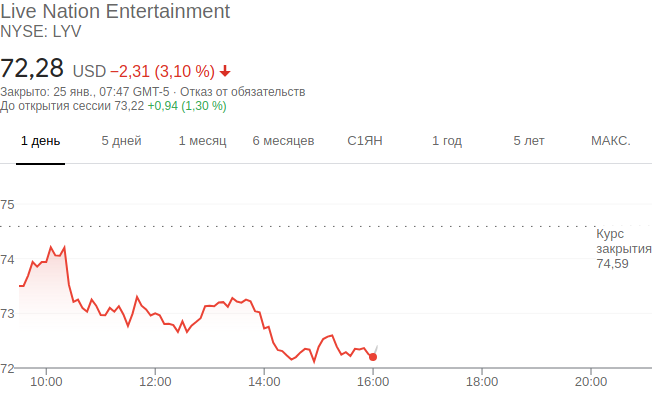 Live Nation Entertainment
NYSE: LYV
72,28 USD −2,31 (3,10 %)
Закрыто: 25 янв., 07:47 GMT-5 · Отказ от обязательств
До открытия сессии 73,22 +0,94 (1,30 %)
1 день 5 дней 1 месяц 6 месяцев С1ЯН 1 год 5 лет МАКС.
75
74
73
72
Курс
закрытия
74,59
10:00 12:00 14:00 16:00 18:00 20:00